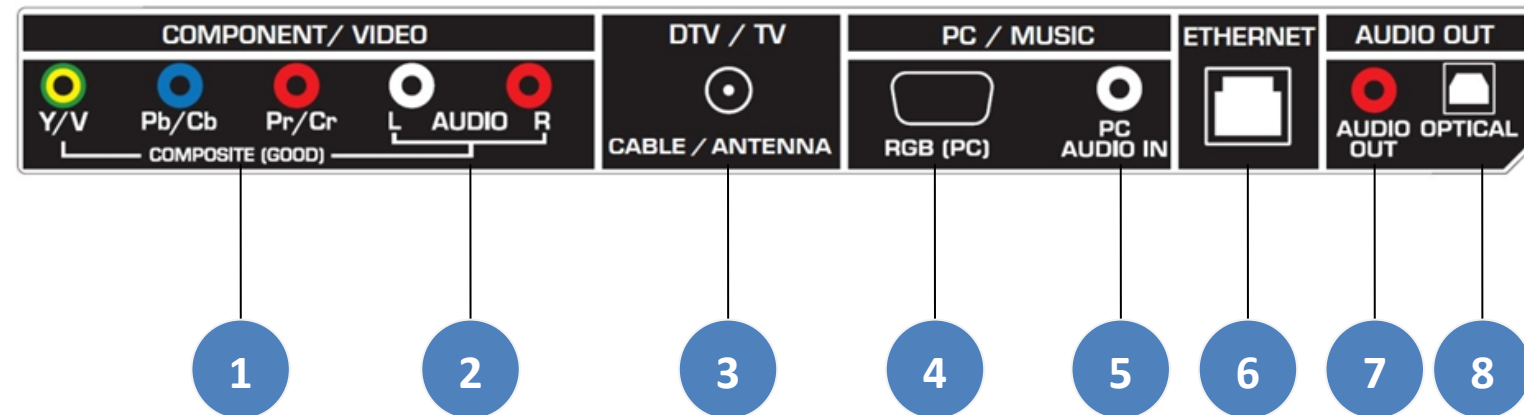 COMPONENT/ VIDEO
DTV / TV
PC / MUSIC
ETHERNET
AUDIO OUT
Y/V
Pb/Cb
Pr/Cr
L AUDIO R
COMPOSITE (GOOD)
CABLE / ANTENNA
RGB (PC)
PC
AUDIO IN
AUDIO
OUT
OPTICAL
1
2
3
4
5
6
7
8